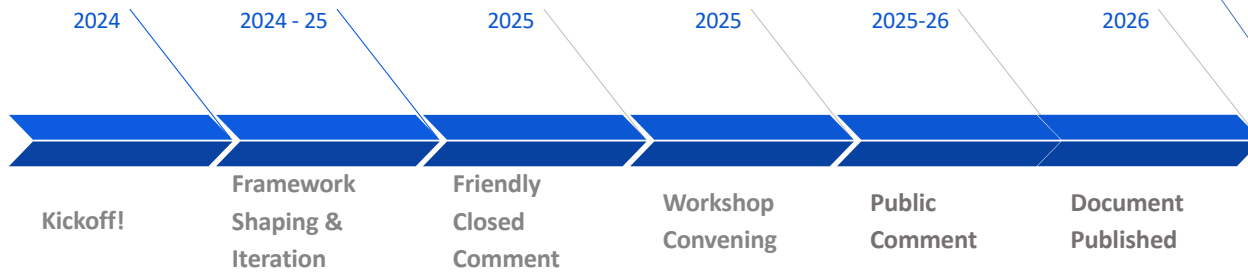 2024
2024 - 25
2025
2025
2025-26
2026
Kickoff!
Framework
Shaping &
Iteration
Friendly
Closed
Comment
Workshop
Convening
Public
Comment
Document
Published